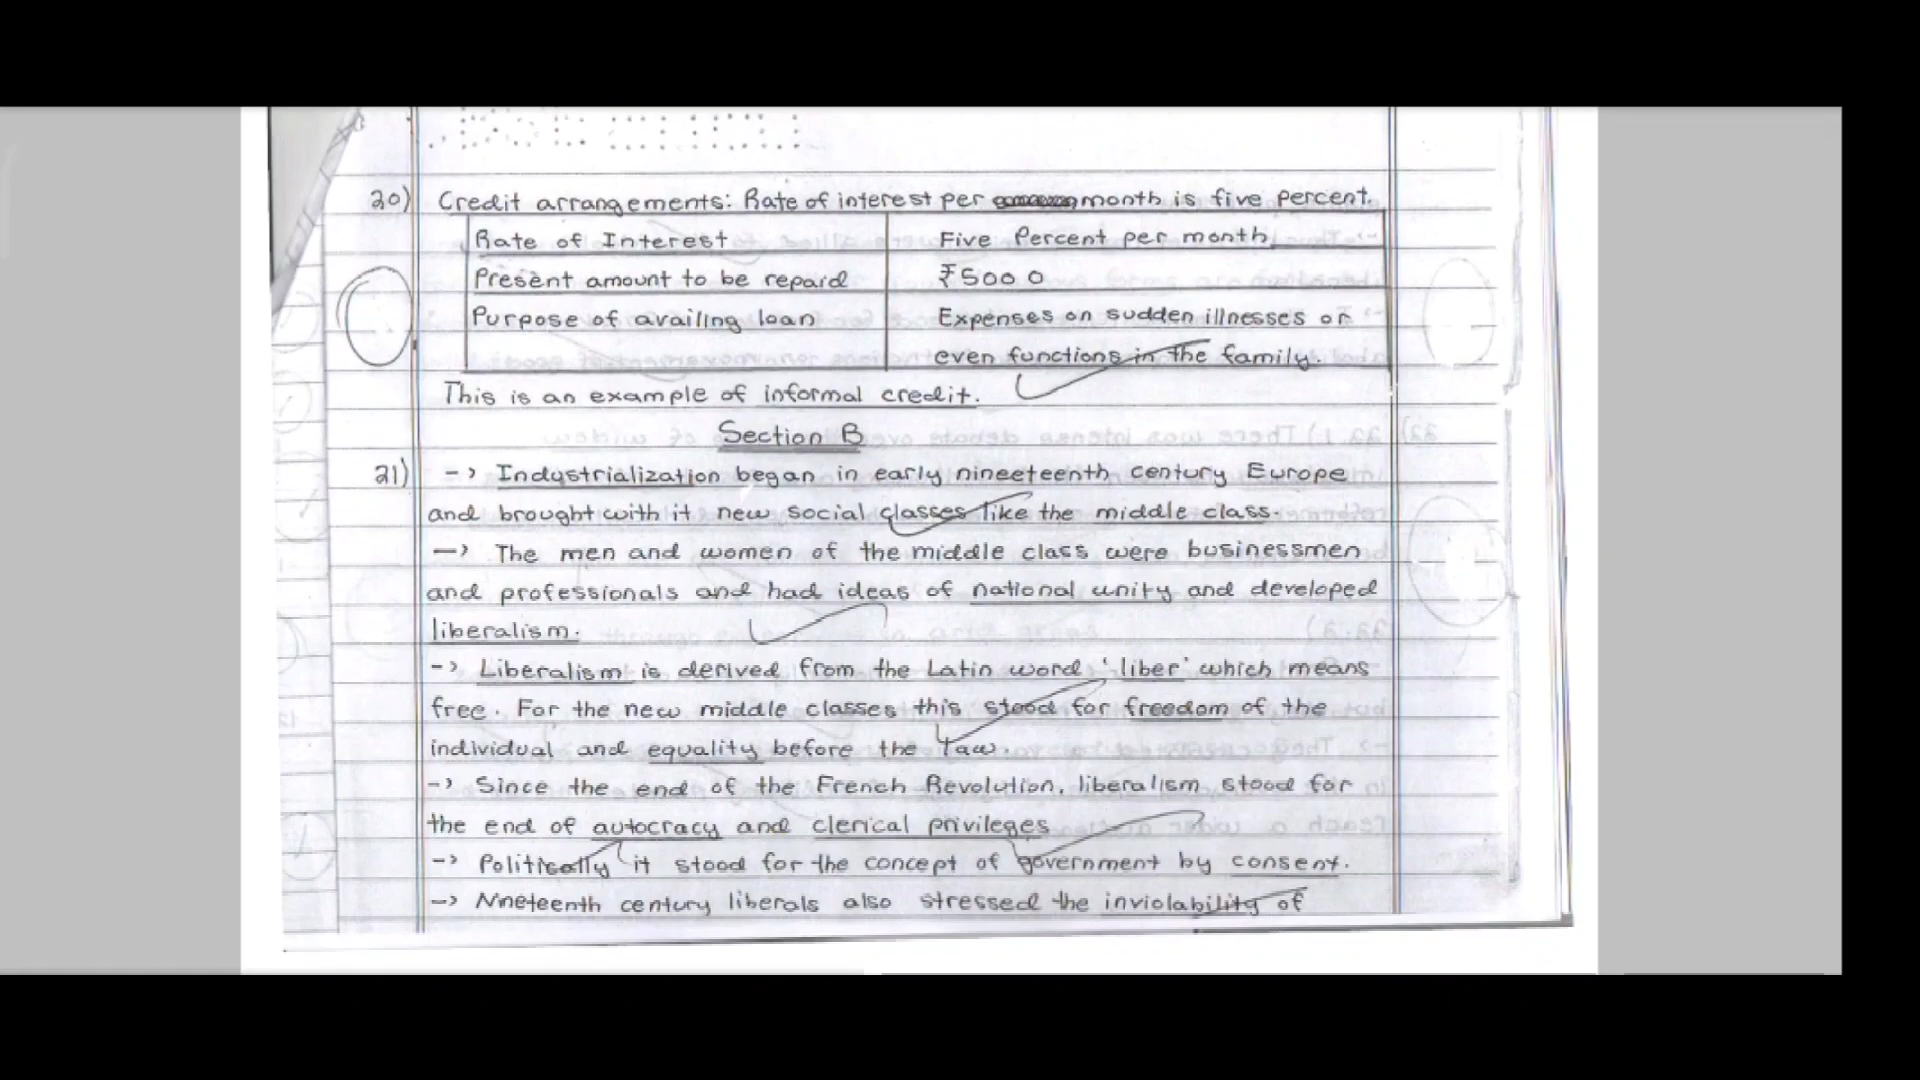 20) Credit arrangements: Rate of interest per month is five percent.
Rate of Interest Five Percent per month
Present amount to be repaid ₹5000
Purpose of availing loan Expenses on sudden illnesses or
even functions in the family.
This is an example of informal credit.
Section B
21) -> Industrialization began in early nineeteenth century Europe
and brought with it new social classes like the middle class.
-> The men and women of the middle class were businessmen
and professionals and had ideas of national unity and developed
liberalism.
-> Liberalism is derived from the Latin word 'liber' which means
free. For the new middle classes this stood for freedom of the
individual and equality before the law.
-> Since the end of the French Revolution, liberalism stood for
the end of autocracy and clerical privileges
-> Politically it stood for the concept of government by consent.
-> Nineteenth century liberals also stressed the inviolability of